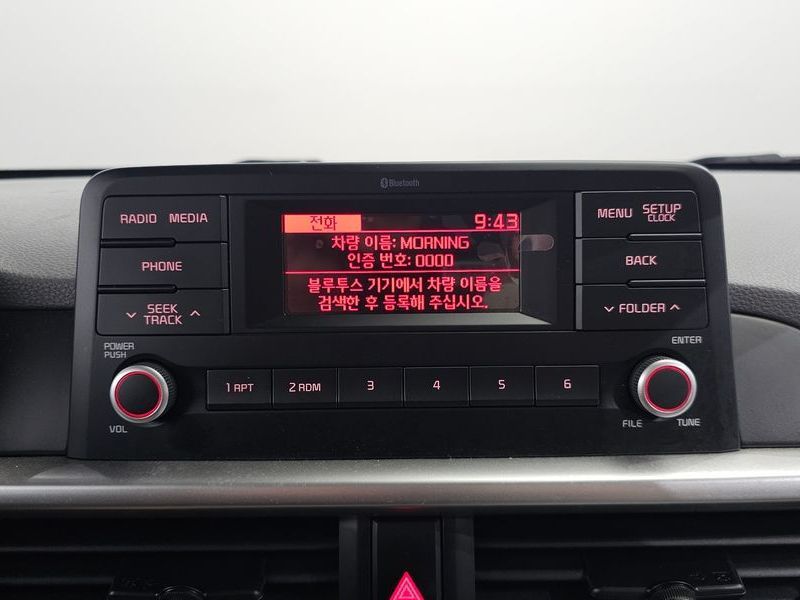 Bluetooth
RADIO MEDIA
PHONE
SEEK
TRACK
전화 9:43
차량 이름: MORNING
인증 번호: 0000
블루투스 기기에서 차량 이름을
검색한 후 등록해 주십시오.
MENU SETUP
CLOCK
BACK
FOLDER
POWER
PUSH
VOL
1 RPT
2 RDM
3
4
5
6
ENTER
FILE
TUNE